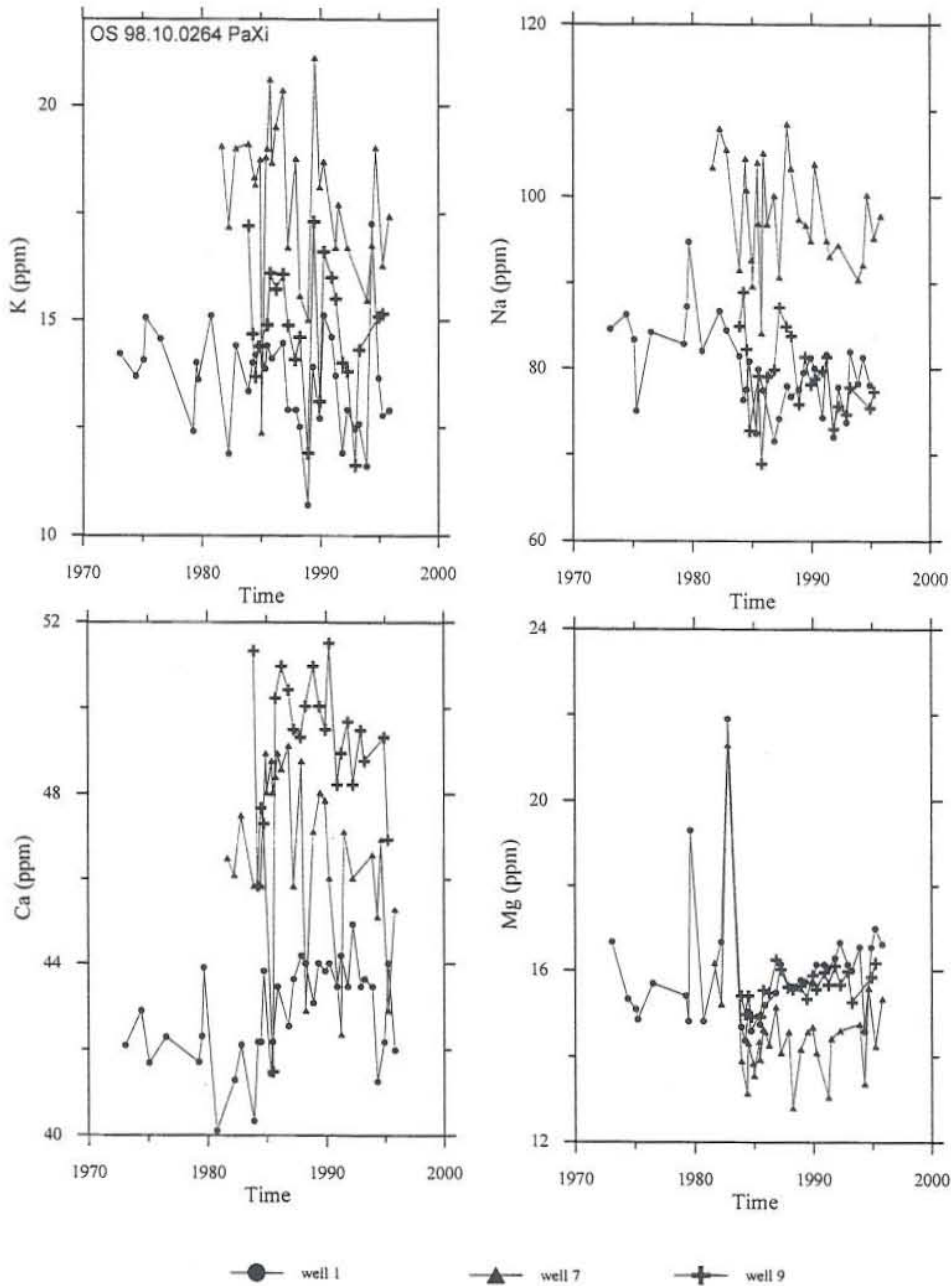 OS 98.10.0264 PaXi
20
15
10
K (ppm)
1970 1980 1990 2000
Time
120
100
80
60
Na (ppm)
1970 1980 1990 2000
Time
52
48
44
40
Ca (ppm)
1970 1980 1990 2000
Time
24
20
16
12
Mg (ppm)
1970 1980 1990 2000
Time
well 1 well 7 well 9